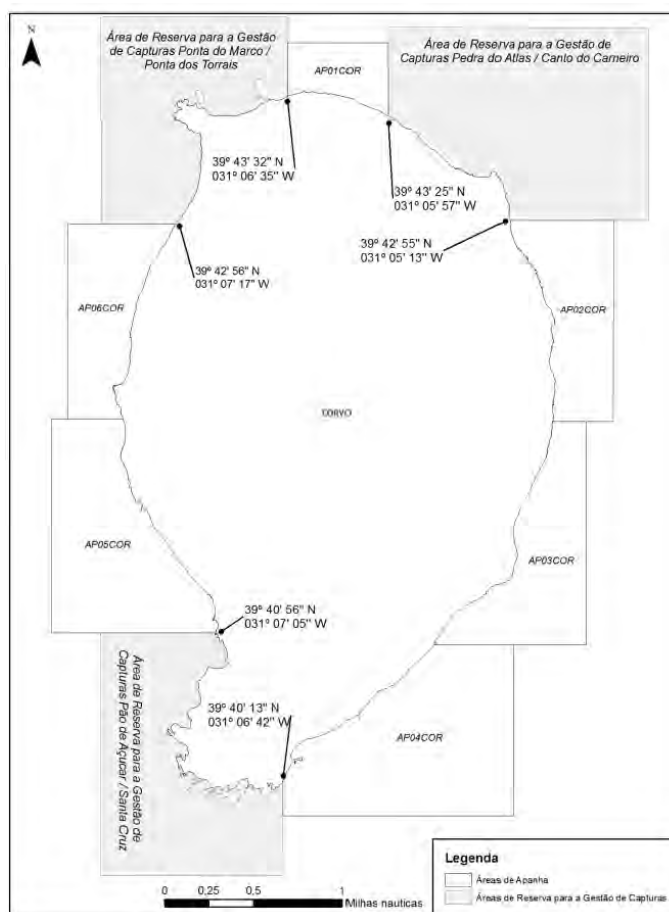 N
Área de Reserva para a Gestão
de Capturas Ponta do Marco /
Ponta dos Torrais
AP01COR
Área de Reserva para a Gestão de
Capturas Pedra do Atlas / Canto do Carneiro
39º 43' 32" N
031º 06' 35" W
39º 43' 25" N
031º 05' 57" W
39º 42' 55" N
031º 05' 13" W
39º 42' 56" N
031º 07' 17" W
AP06COR
AP02COR
CORVO
AP05COR
AP03COR
39º 40' 56" N
031º 07' 05" W
Área de Reserva para a Gestão de
Capturas Pão de Açucar / Santa Cruz
39º 40' 13" N
031º 06' 42" W
AP04COR
Legenda
Áreas de Apanha
Áreas de Reserva para a Gestão de Capturas
0 0,25 0,5 1
Milhas nauticas